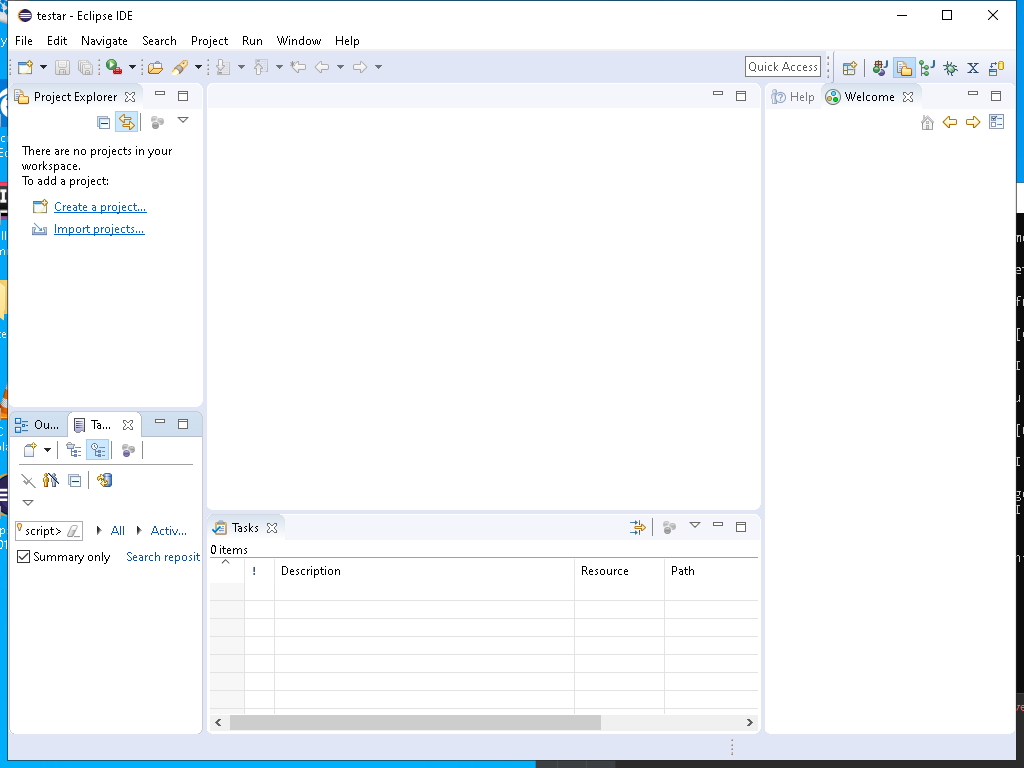 testar - Eclipse IDE
File Edit Navigate Search Project Run Window Help
Quick Access
Project Explorer
Help Welcome
There are no projects in your
workspace.
To add a project:
Create a project...
Import projects...
Ou... Ta...
script> All Activ...
Summary only Search reposit
Tasks
0 items
! Description Resource Path